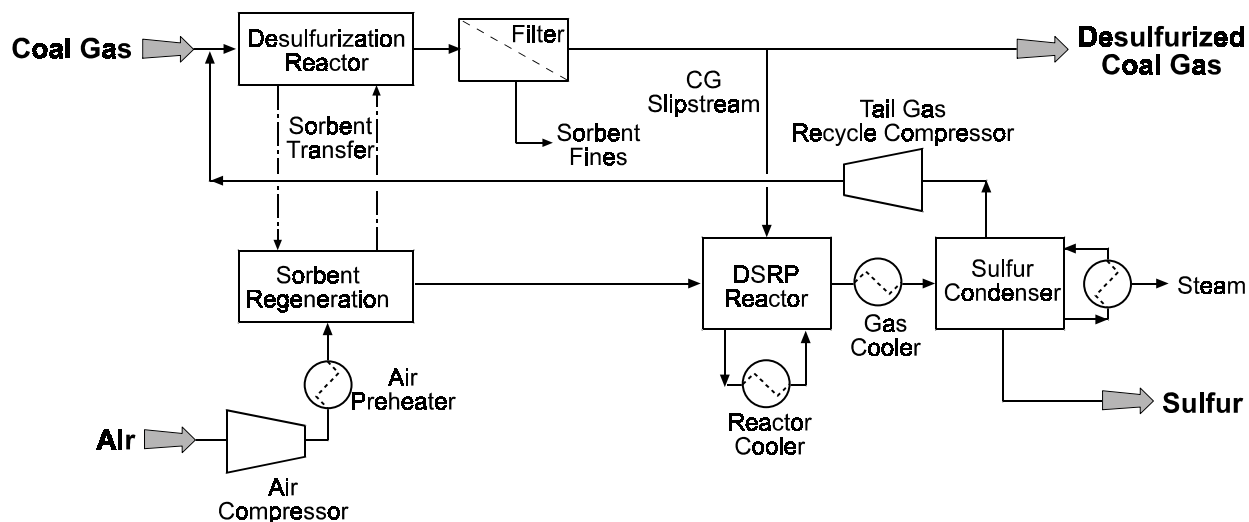 Coal Gas
Desulfurization
Reactor
Filter
Desulfurized
Coal Gas
CG
Slipstream
Sorbent
Transfer
Sorbent
Fines
Tail Gas
Recycle Compressor
Sorbent
Regeneration
DSRP
Reactor
Sulfur
Condenser
Steam
Gas
Cooler
Air
Preheater
Reactor
Cooler
Sulfur
Air
Air
Compressor